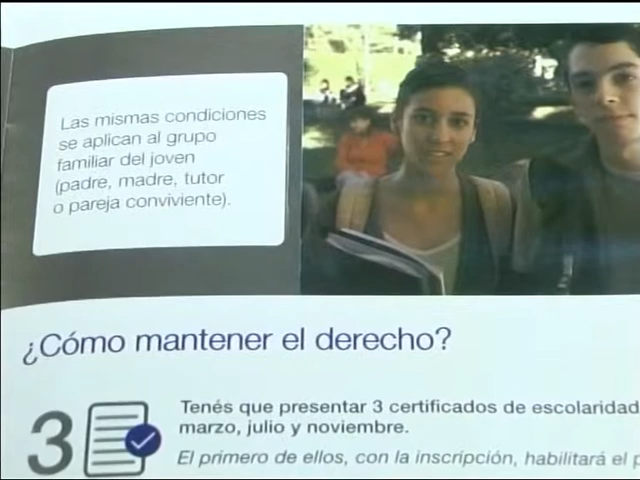 Las mismas condiciones
se aplican al grupo
familiar del joven
(padre, madre, tutor
o pareja conviviente).
¿Cómo mantener el derecho?
3
Tenés que presentar 3 certificados de escolaridad
marzo, julio y noviembre.
El primero de ellos, con la inscripción, habilitará el